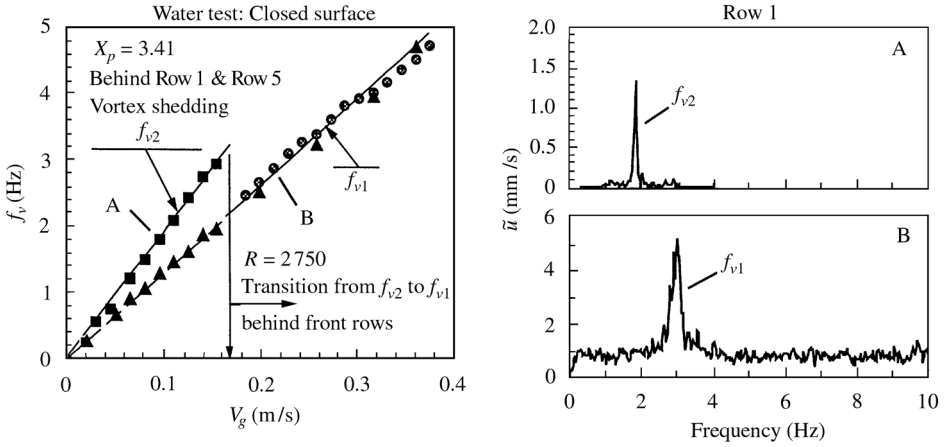 Water test: Closed surface
5
4
3
2
1
0
f_v (Hz)
X_p = 3.41
Behind Row 1 & Row 5
Vortex shedding
f_v2
A
B
f_v1
R = 2750
Transition from f_v2 to f_v1
behind front rows
0
0.1
0.2
0.3
0.4
V_g (m/s)
Row 1
2.0
1.5
1.0
0.5
0
A
f_v2
ũ (mm/s)
6
4
2
0
B
f_v1
0
2
4
6
8
10
Frequency (Hz)